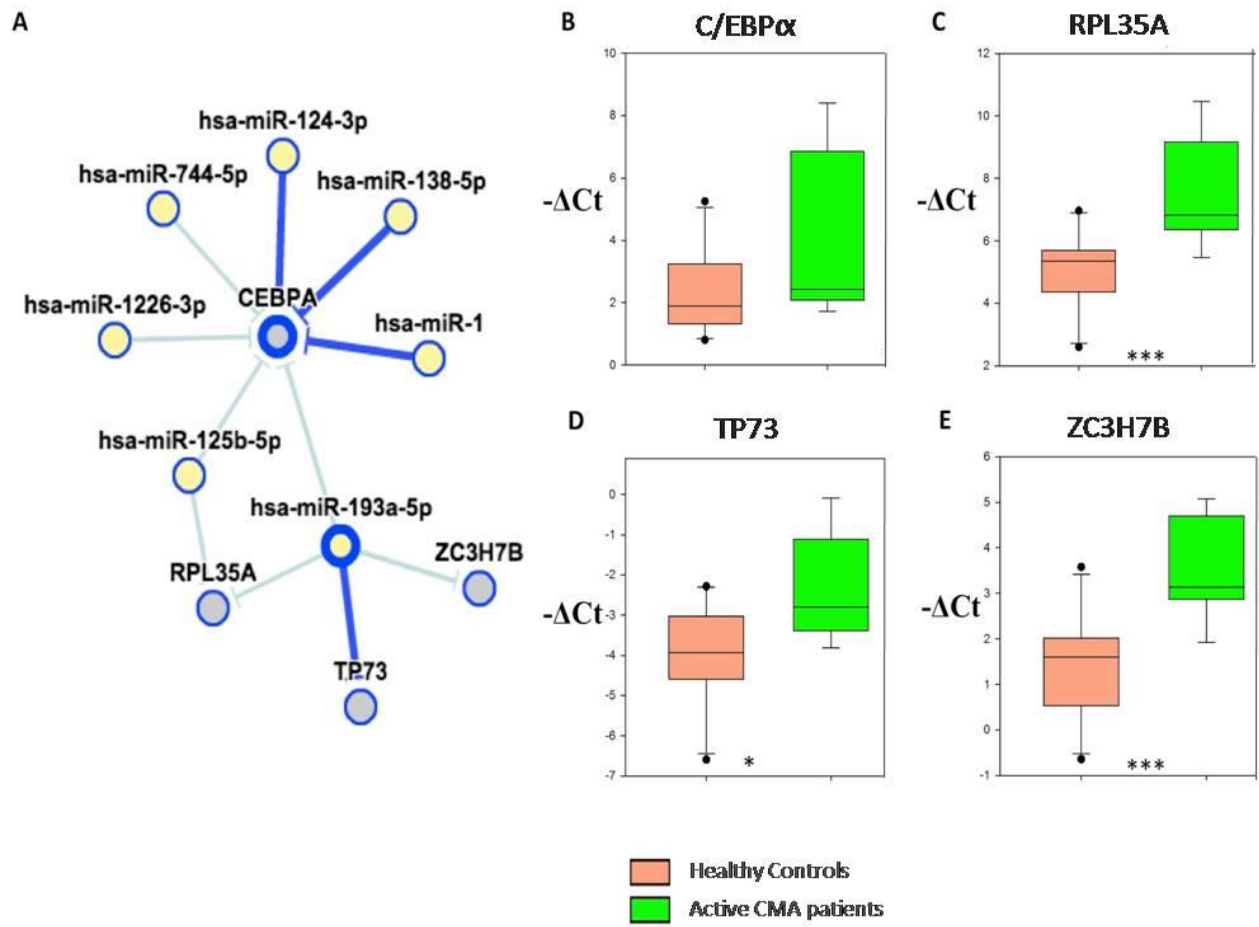 A
hsa-miR-124-3p
hsa-miR-744-5p
hsa-miR-138-5p
CEBPA
hsa-miR-1226-3p
hsa-miR-1
hsa-miR-125b-5p
hsa-miR-193a-5p
ZC3H7B
RPL35A
TP73
B
C/EBPα
10
8
6
-ΔCt
4
2
0
C
RPL35A
12
10
8
-ΔCt
6
4
2
***
D
TP73
0
-1
-2
-ΔCt
-3
-4
-5
-6
-7
*
E
ZC3H7B
6
5
4
3
-ΔCt
2
1
0
-1
***
Healthy Controls
Active CMA patients